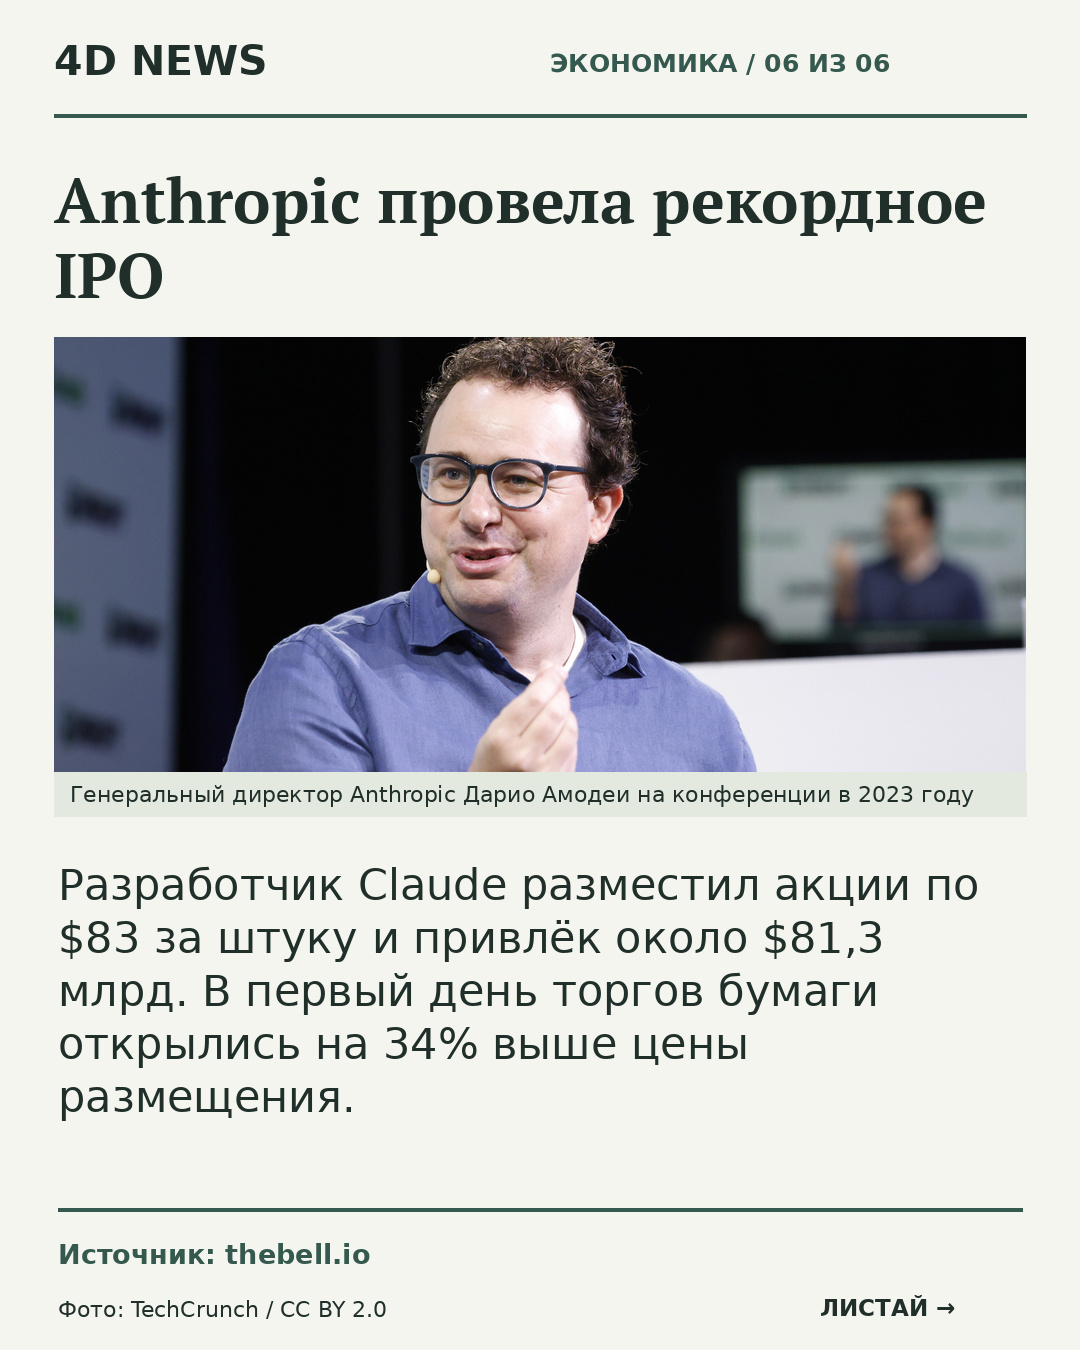 4D NEWS
ЭКОНОМИКА / 06 ИЗ 06
Anthropic провела рекордное
IPO
Генеральный директор Anthropic Дарио Амодеи на конференции в 2023 году
Разработчик Claude разместил акции по
$83 за штуку и привлёк около $81,3
млрд. В первый день торгов бумаги
открылись на 34% выше цены
размещения.
Источник: thebell.io
Фото: TechCrunch / CC BY 2.0
ЛИСТАЙ →